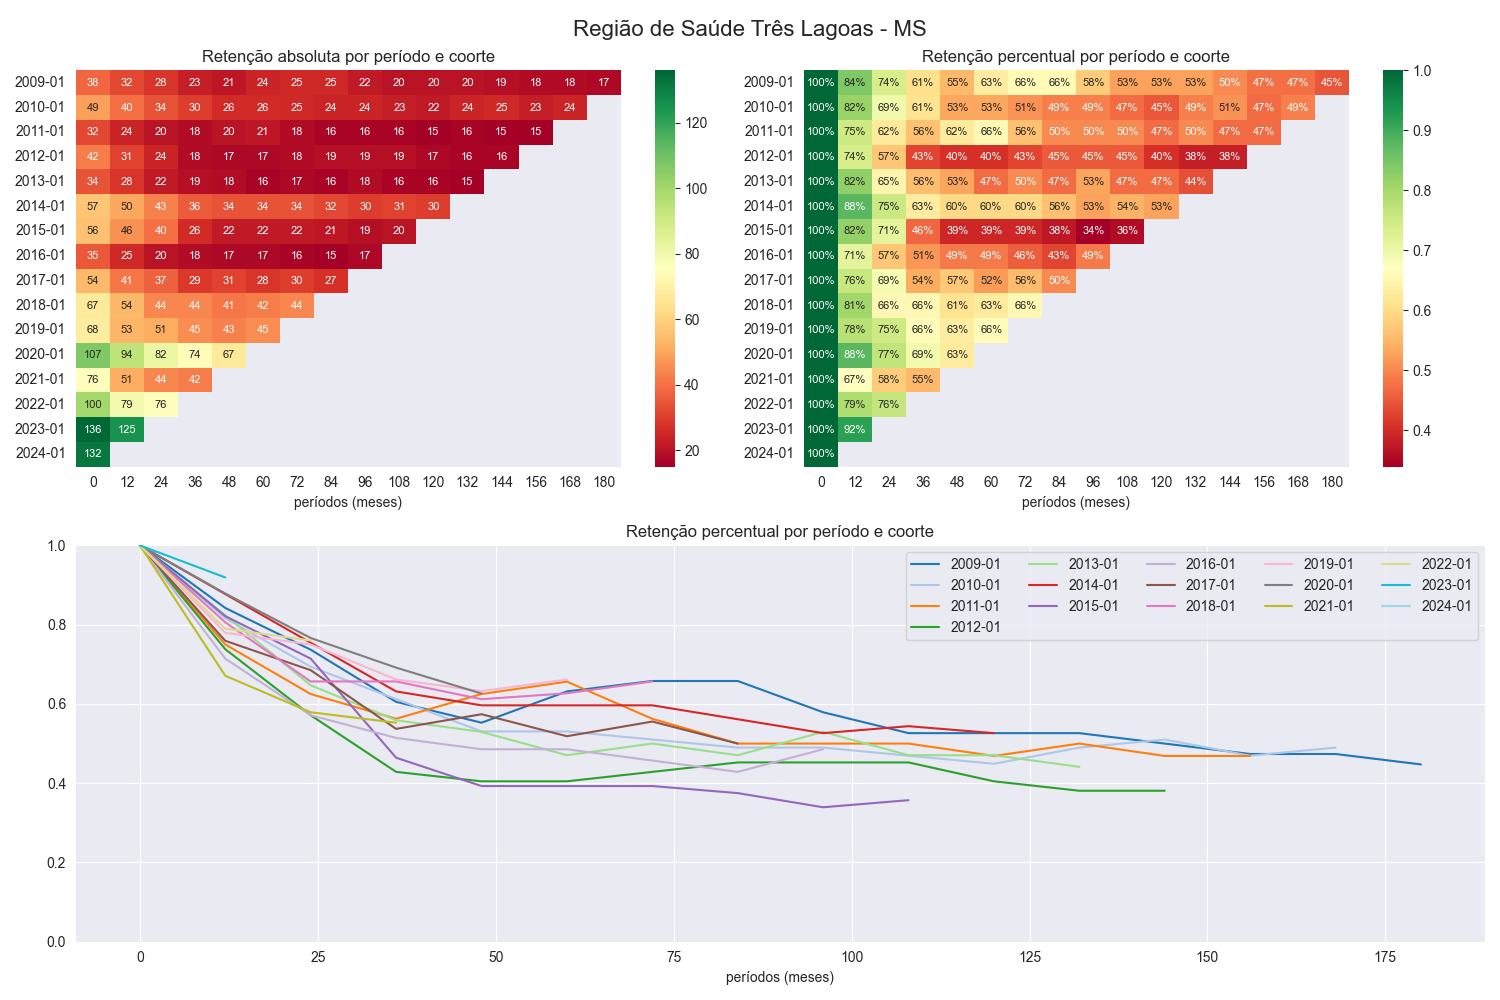 Região de Saúde Três Lagoas - MS
Retenção absoluta por período e coorte
2009-01 38 32 28 23 21 24 25 25 22 20 20 20 19 18 18 17
2010-01 49 40 34 30 26 26 25 24 24 23 22 24 25 23 24
2011-01 32 24 20 18 20 21 18 16 16 16 15 16 15 15
2012-01 42 31 24 18 17 17 18 19 19 19 17 16 16
2013-01 34 28 22 19 18 16 17 16 18 16 16 15
2014-01 57 50 43 36 34 34 34 32 30 31 30
2015-01 56 46 40 26 22 22 22 21 19 20
2016-01 35 25 20 18 17 17 16 15 17
2017-01 54 41 37 29 31 28 30 27
2018-01 67 54 44 44 41 42 44
2019-01 68 53 51 45 43 45
2020-01 107 94 82 74 67
2021-01 76 51 44 42
2022-01 100 79 76
2023-01 136 125
2024-01 132
0 12 24 36 48 60 72 84 96 108 120 132 144 156 168 180
períodos (meses)
120
100
80
60
40
20
Retenção percentual por período e coorte
2009-01 100% 84% 74% 61% 55% 63% 66% 66% 58% 53% 53% 53% 50% 47% 47% 45%
2010-01 100% 82% 69% 61% 53% 53% 51% 49% 49% 47% 45% 49% 51% 47% 49%
2011-01 100% 75% 62% 56% 62% 66% 56% 50% 50% 50% 47% 50% 47% 47%
2012-01 100% 74% 57% 43% 40% 40% 43% 45% 45% 45% 40% 38% 38%
2013-01 100% 82% 65% 56% 53% 47% 50% 47% 53% 47% 47% 44%
2014-01 100% 88% 75% 63% 60% 60% 60% 56% 53% 54% 53%
2015-01 100% 82% 71% 46% 39% 39% 39% 38% 34% 36%
2016-01 100% 71% 57% 51% 49% 49% 46% 43% 49%
2017-01 100% 76% 69% 54% 57% 52% 56% 50%
2018-01 100% 81% 66% 66% 61% 63% 66%
2019-01 100% 78% 75% 66% 63% 66%
2020-01 100% 88% 77% 69% 63%
2021-01 100% 67% 58% 55%
2022-01 100% 79% 76%
2023-01 100% 92%
2024-01 100%
0 12 24 36 48 60 72 84 96 108 120 132 144 156 168 180
períodos (meses)
1.0
0.9
0.8
0.7
0.6
0.5
0.4
Retenção percentual por período e coorte
1.0
0.8
0.6
0.4
0.2
0.0
2009-01 2013-01 2016-01 2019-01 2022-01
2010-01 2014-01 2017-01 2020-01 2023-01
2011-01 2015-01 2018-01 2021-01 2024-01
2012-01
0 25 50 75 100 125 150 175
períodos (meses)